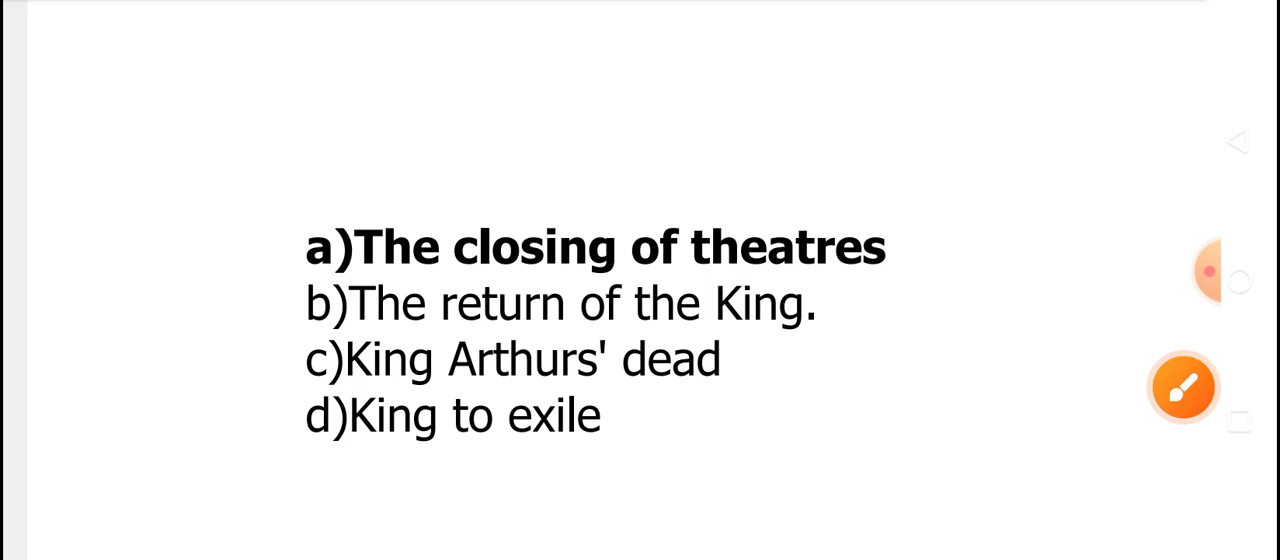 a)The closing of theatres
b)The return of the King.
c)King Arthurs' dead
d)King to exile